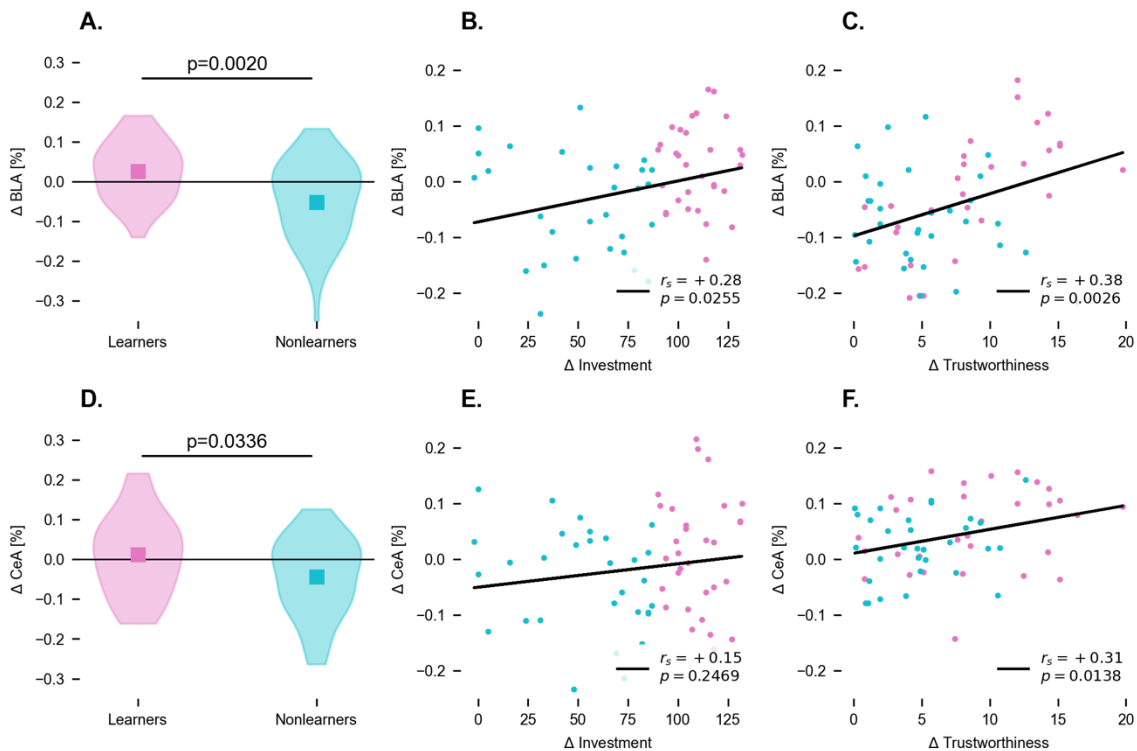 A.
p=0.0020
Δ BLA [%]
0.3
0.2
0.1
0.0
−0.1
−0.2
−0.3
Learners
Nonlearners
B.
Δ BLA [%]
0.2
0.1
0.0
−0.1
−0.2
r_s = +0.28
p = 0.0255
0
25
50
75
100
125
Δ Investment
C.
Δ BLA [%]
0.2
0.1
0.0
−0.1
−0.2
r_s = +0.38
p = 0.0026
0
5
10
15
20
Δ Trustworthiness
D.
p=0.0336
Δ CeA [%]
0.3
0.2
0.1
0.0
−0.1
−0.2
−0.3
Learners
Nonlearners
E.
Δ CeA [%]
0.2
0.1
0.0
−0.1
−0.2
r_s = +0.15
p = 0.2469
0
25
50
75
100
125
Δ Investment
F.
Δ CeA [%]
0.2
0.1
0.0
−0.1
−0.2
r_s = +0.31
p = 0.0138
0
5
10
15
20
Δ Trustworthiness